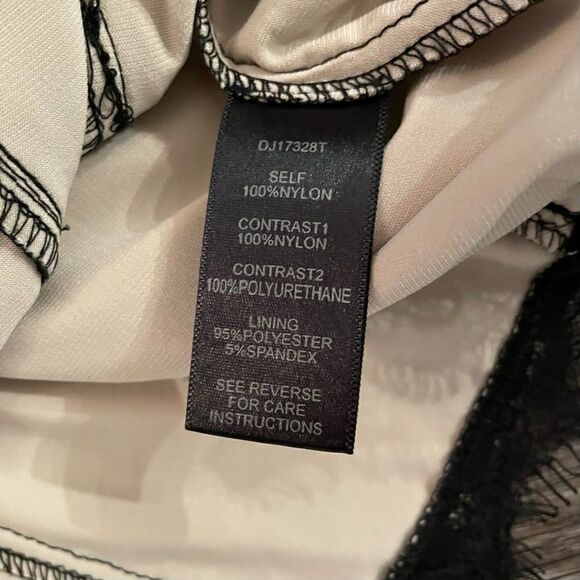 DJ17328T
SELF
100%NYLON
CONTRAST1
100%NYLON
CONTRAST2
100%POLYURETHANE
LINING
95%POLYESTER
5%SPANDEX
SEE REVERSE
FOR CARE
INSTRUCTIONS